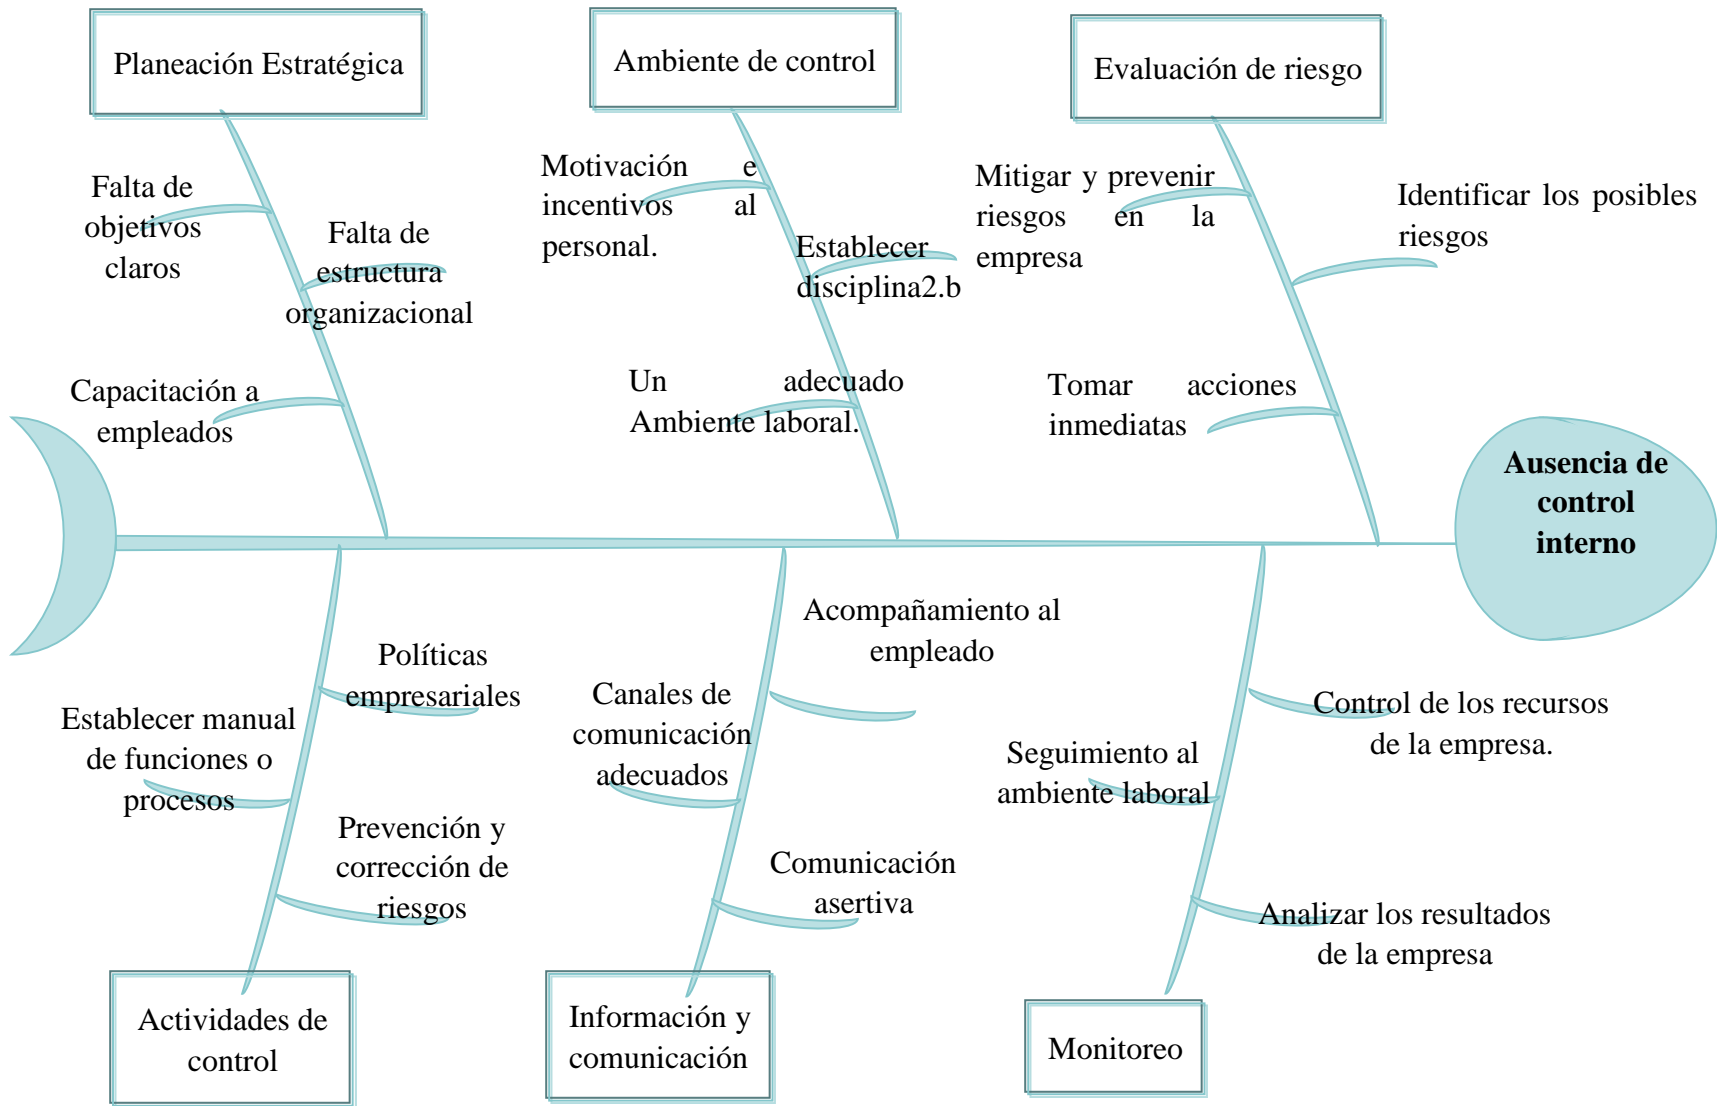 Planeación Estratégica
Ambiente de control
Evaluación de riesgo
Falta de
objetivos
claros
Falta de
estructura
organizacional
Capacitación a
empleados
Motivación e
incentivos al
personal.
Establecer
disciplina2.b
Un adecuado
Ambiente laboral.
Mitigar y prevenir
riesgos en la
empresa
Identificar los posibles
riesgos
Tomar acciones
inmediatas
Ausencia de
control
interno
Políticas
empresariales
Establecer manual
de funciones o
procesos
Prevención y
corrección de
riesgos
Acompañamiento al
empleado
Canales de
comunicación
adecuados
Comunicación
asertiva
Control de los recursos
de la empresa.
Seguimiento al
ambiente laboral
Analizar los resultados
de la empresa
Actividades de
control
Información y
comunicación
Monitoreo